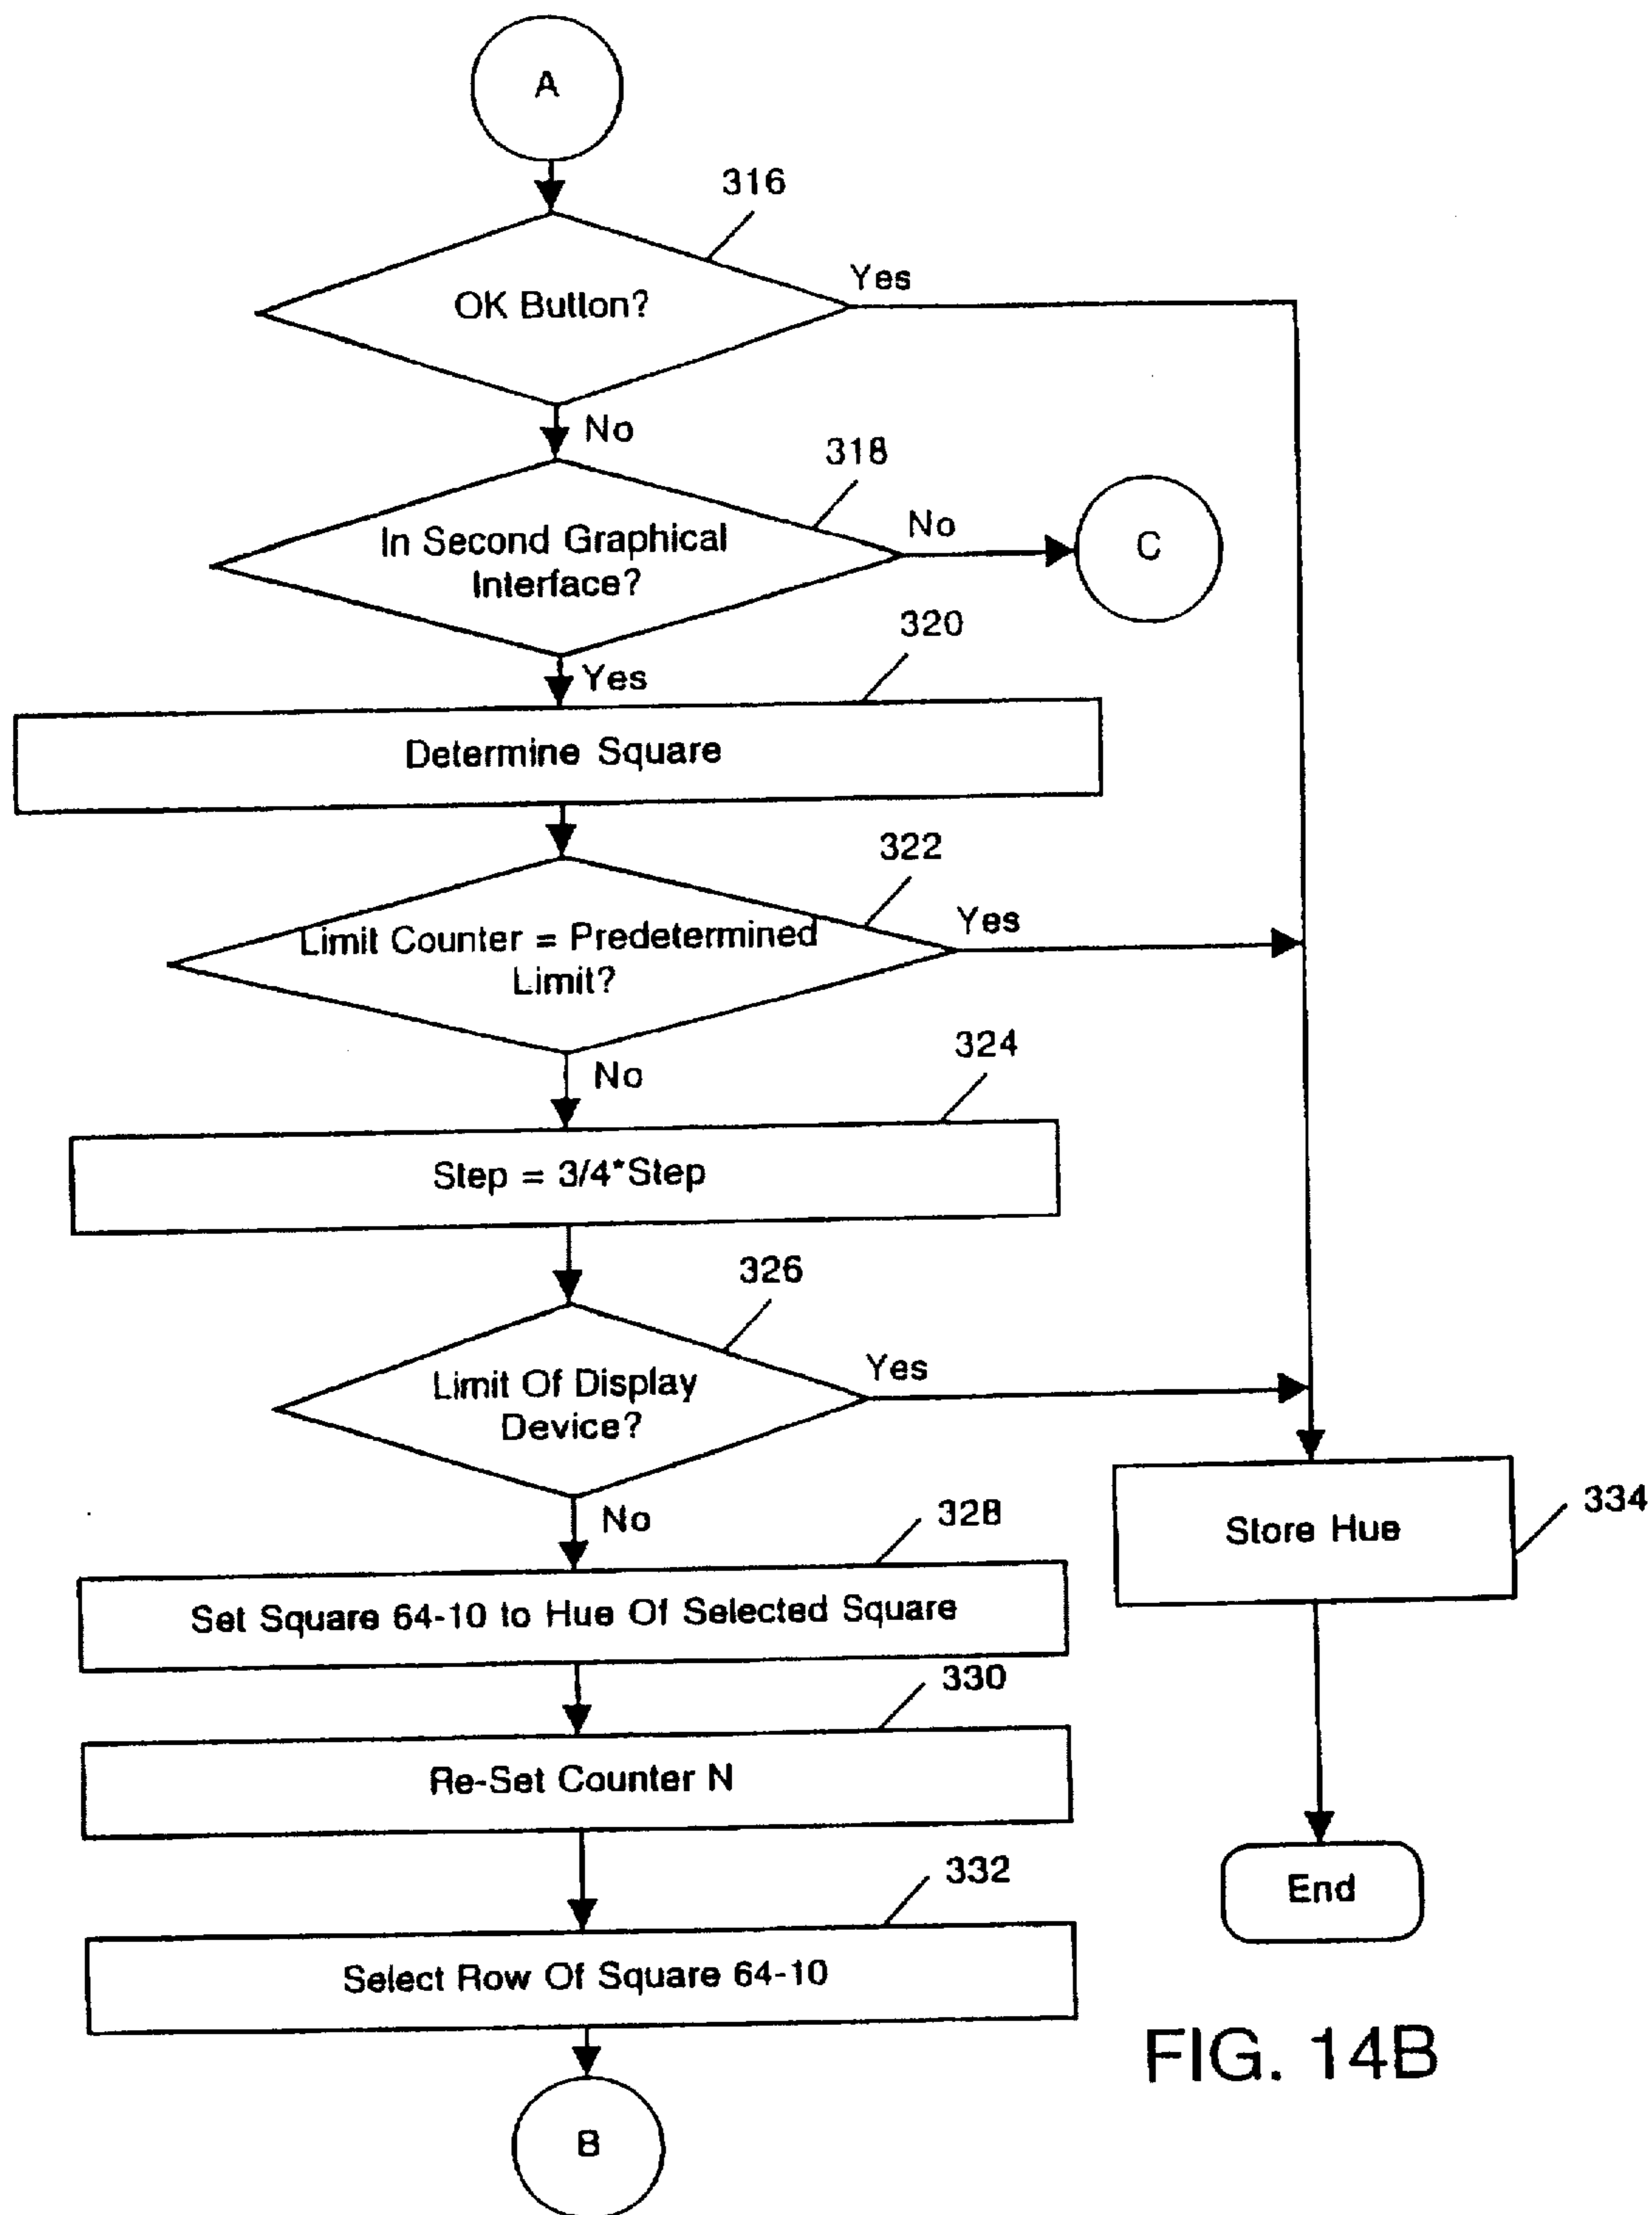 A
316
OK Button?
Yes
No
318
In Second Graphical
Interface?
No
C
Yes
320
Determine Square
322
Limit Counter = Predetermined
Limit?
Yes
No
324
Step = 3/4*Step
326
Limit Of Display
Device?
Yes
No
328
Set Square 64-10 to Hue Of Selected Square
334
Store Hue
330
Re-Set Counter N
332
Select Row Of Square 64-10
End
B
FIG. 14B